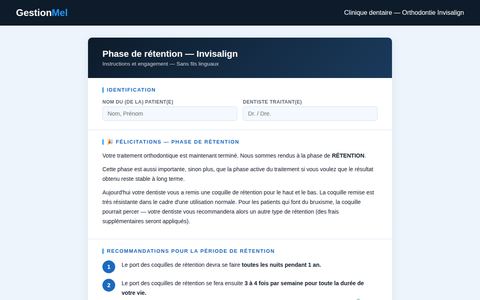 GestionMel
Clinique dentaire — Orthodontie Invisalign
Phase de rétention — Invisalign
Instructions et engagement — Sans fils linguaux
IDENTIFICATION
NOM DU (DE LA) PATIENT(E) DENTISTE TRAITANT(E)
Nom, Prénom Dr. / Dre.
🎉 FÉLICITATIONS — PHASE DE RÉTENTION
Votre traitement orthodontique est maintenant terminé. Nous sommes rendus à la phase de RÉTENTION.
Cette phase est aussi importante, sinon plus, que la phase active du traitement si vous voulez que le résultat
obtenu reste stable à long terme.
Aujourd'hui votre dentiste vous a remis une coquille de rétention pour le haut et le bas. La coquille remise est
très résistante dans le cadre d'une utilisation normale. Pour les patients qui font du bruxisme, la coquille
pourrait percer — votre dentiste vous recommandera alors un autre type de rétention (des frais
supplémentaires seront appliqués).
RECOMMANDATIONS POUR LA PÉRIODE DE RÉTENTION
1 Le port des coquilles de rétention devra se faire toutes les nuits pendant 1 an.
2 Le port des coquilles de rétention se fera ensuite 3 à 4 fois par semaine pour toute la durée de
votre vie.